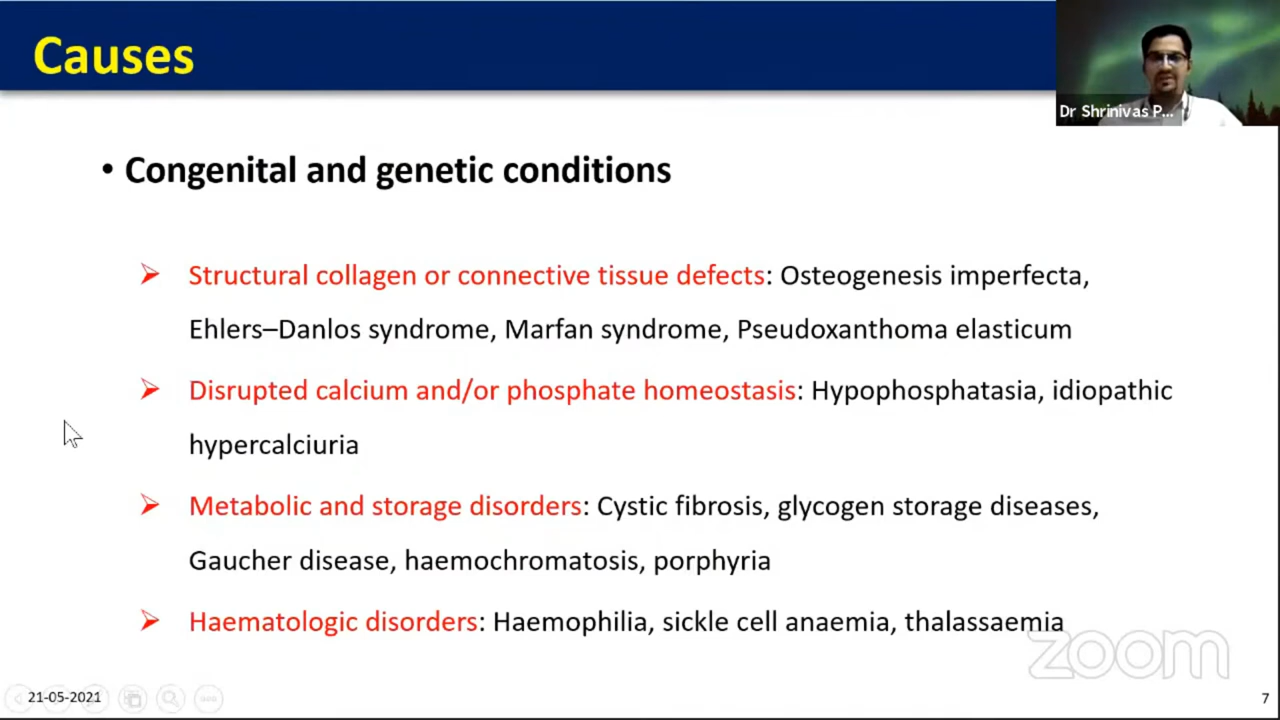 Causes
Dr Shrinivas P...
• Congenital and genetic conditions
➢ Structural collagen or connective tissue defects: Osteogenesis imperfecta,
Ehlers–Danlos syndrome, Marfan syndrome, Pseudoxanthoma elasticum
➢ Disrupted calcium and/or phosphate homeostasis: Hypophosphatasia, idiopathic
hypercalciuria
➢ Metabolic and storage disorders: Cystic fibrosis, glycogen storage diseases,
Gaucher disease, haemochromatosis, porphyria
➢ Haematologic disorders: Haemophilia, sickle cell anaemia, thalassaemia
zoom
21-05-2021
7